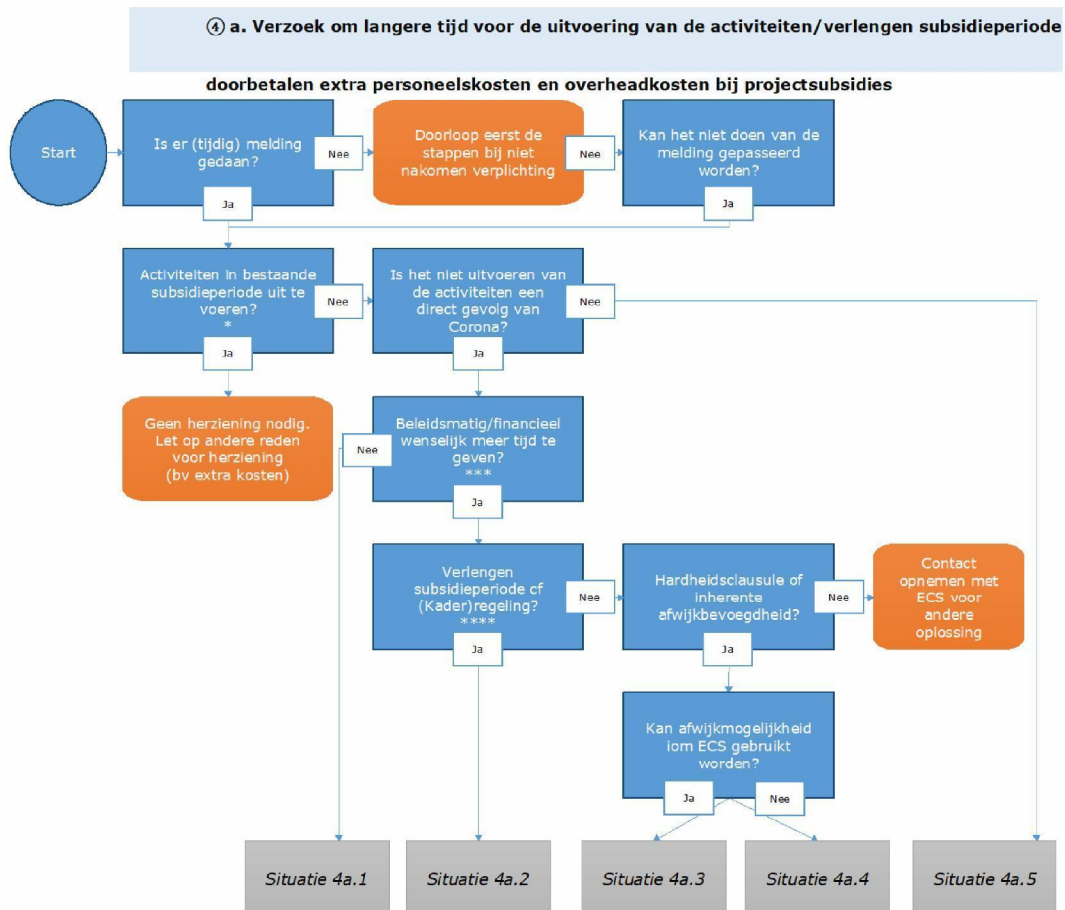 ④ a. Verzoek om langere tijd voor de uitvoering van de activiteiten/verlengen subsidieperiode
doorbetalen extra personeelskosten en overheadkosten bij projectsubsidies
Start
Is er (tijdig) melding
gedaan?
Nee
Doorloop eerst de
stappen bij niet
nakomen verplichting
Nee
Kan het niet doen van de
melding gepasseerd
worden?
Ja
Ja
Activiteiten in bestaande
subsidieperiode uit te
voeren?
*
Nee
Is het niet uitvoeren van
de activiteiten een
direct gevolg van
Corona?
Nee
Ja
Ja
Geen herziening nodig.
Let op andere reden
voor herziening
(bv extra kosten)
Nee
Beleidsmatig/financieel
wenselijk meer tijd te
geven?
***
Ja
Verlengen
subsidieperiode cf
(Kader)regeling?
****
Nee
Hardheidsclausule of
inherente
afwijkbevoegdheid?
Nee
Contact
opnemen met
ECS voor
andere
oplossing
Ja
Ja
Kan afwijkmogelijkheid
iom ECS gebruikt
worden?
Ja
Nee
Situatie 4a.1
Situatie 4a.2
Situatie 4a.3
Situatie 4a.4
Situatie 4a.5